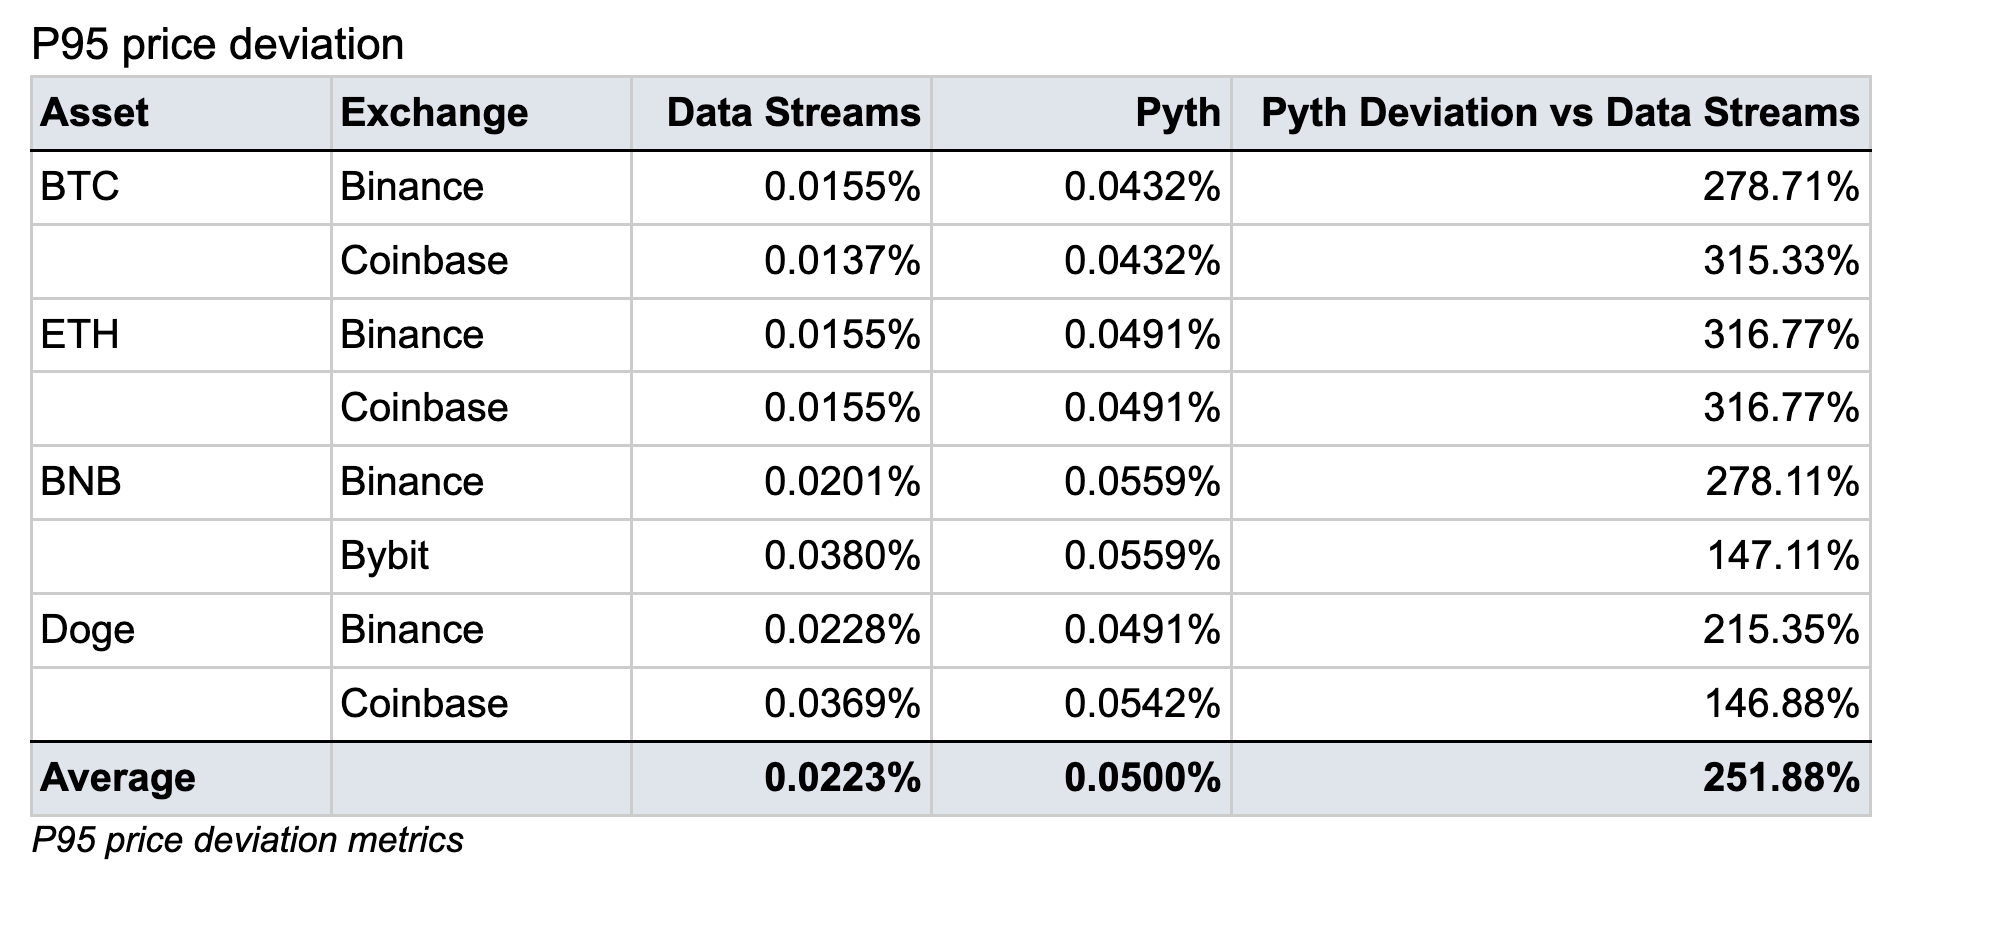 P95 price deviation
Asset Exchange Data Streams Pyth Pyth Deviation vs Data Streams
BTC Binance 0.0155% 0.0432% 278.71%
Coinbase 0.0137% 0.0432% 315.33%
ETH Binance 0.0155% 0.0491% 316.77%
Coinbase 0.0155% 0.0491% 316.77%
BNB Binance 0.0201% 0.0559% 278.11%
Bybit 0.0380% 0.0559% 147.11%
Doge Binance 0.0228% 0.0491% 215.35%
Coinbase 0.0369% 0.0542% 146.88%
Average 0.0223% 0.0500% 251.88%
P95 price deviation metrics